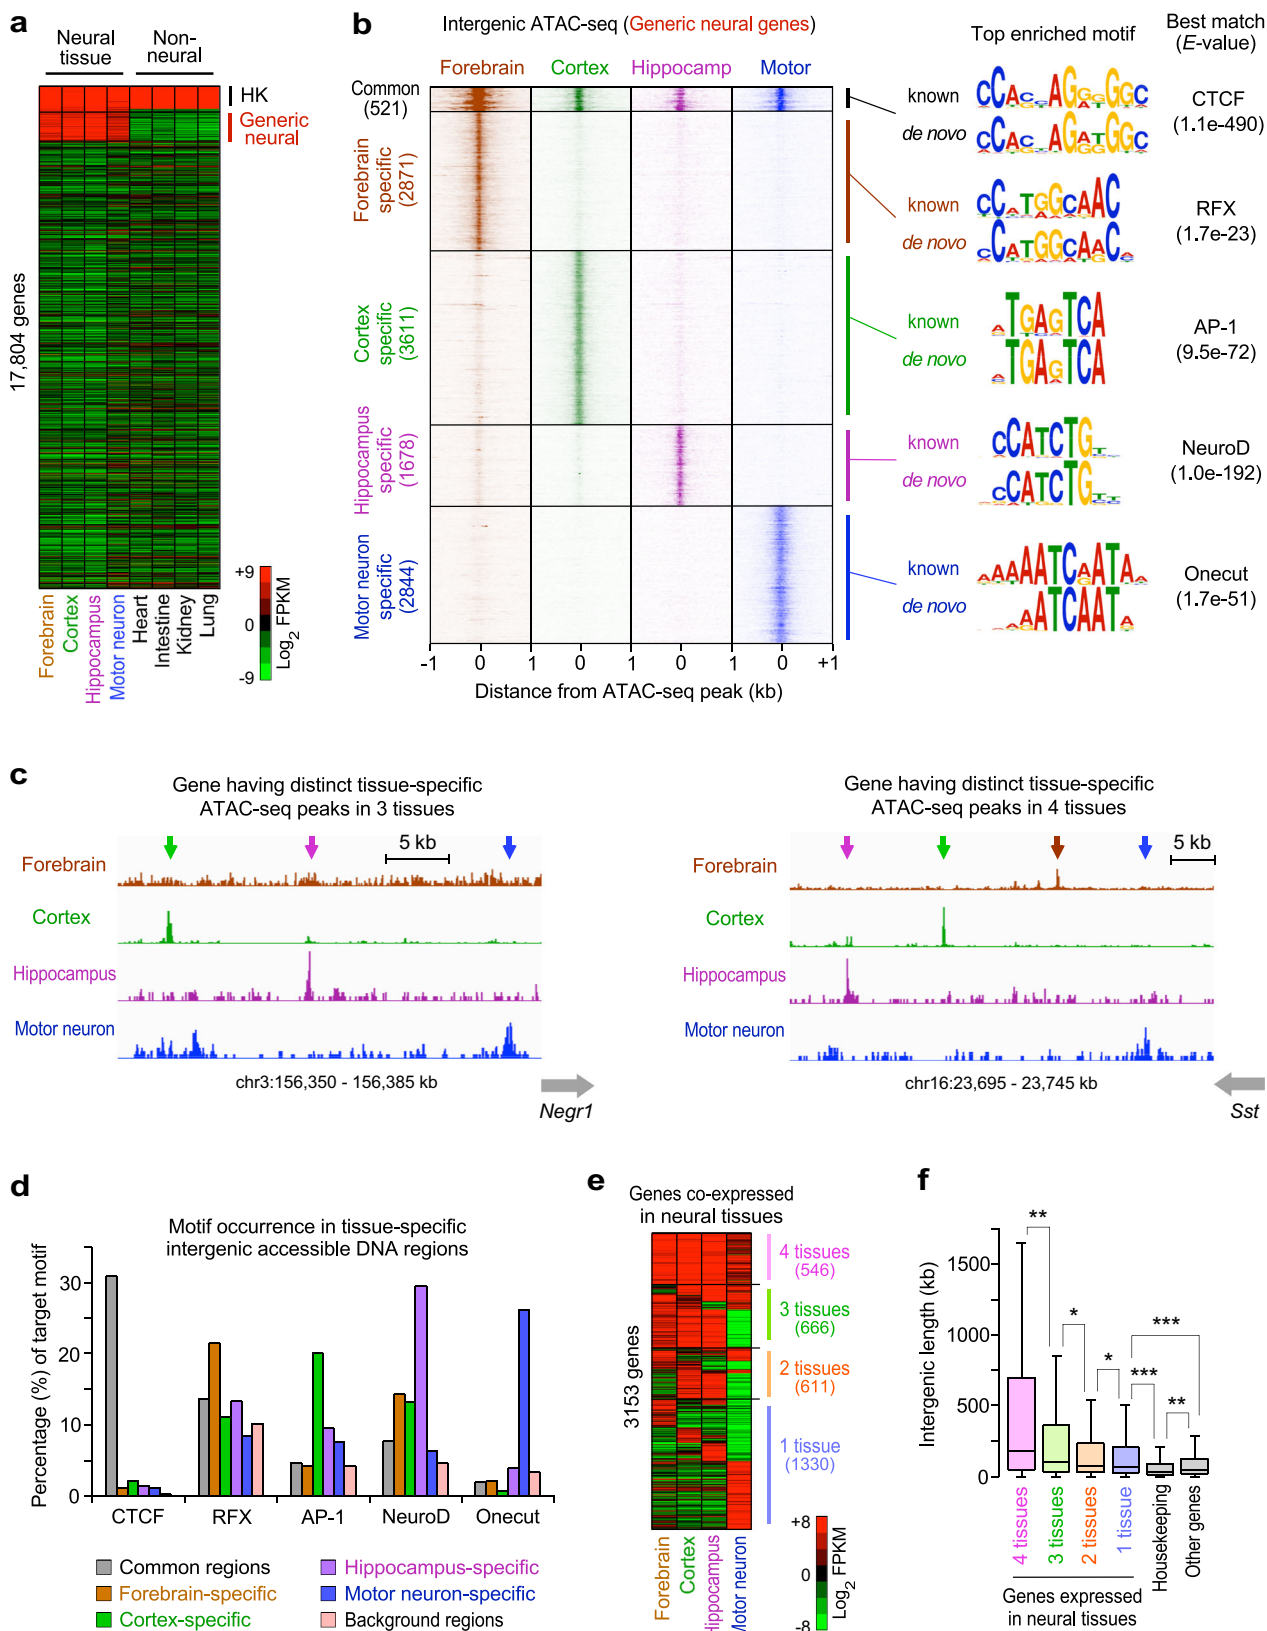 a
Neural
tissue
Non-
neural
HK
Generic
neural
17,804 genes
Forebrain
Cortex
Hippocampus
Motor neuron
Heart
Intestine
Kidney
Lung
+9
0
-9
Log2 FPKM
b
Intergenic ATAC-seq (Generic neural genes)
Forebrain Cortex Hippocamp Motor
Common
(521)
Forebrain
specific
(2871)
Cortex
specific
(3611)
Hippocampus
specific
(1678)
Motor neuron
specific
(2844)
-1 0 1 0 1 0 1 0 +1
Distance from ATAC-seq peak (kb)
Top enriched motif
Best match
(E-value)
known
de novo
CTCF
(1.1e-490)
known
de novo
RFX
(1.7e-23)
known
de novo
AP-1
(9.5e-72)
known
de novo
NeuroD
(1.0e-192)
known
de novo
Onecut
(1.7e-51)
c
Gene having distinct tissue-specific
ATAC-seq peaks in 3 tissues
5 kb
Forebrain
Cortex
Hippocampus
Motor neuron
chr3:156,350 - 156,385 kb
Negr1
Gene having distinct tissue-specific
ATAC-seq peaks in 4 tissues
5 kb
Forebrain
Cortex
Hippocampus
Motor neuron
chr16:23,695 - 23,745 kb
Sst
d
Motif occurrence in tissue-specific
intergenic accessible DNA regions
Percentage (%) of target motif
30
20
10
0
CTCF RFX AP-1 NeuroD Onecut
Common regions
Forebrain-specific
Cortex-specific
Hippocampus-specific
Motor neuron-specific
Background regions
e
Genes co-expressed
in neural tissues
3153 genes
4 tissues
(546)
3 tissues
(666)
2 tissues
(611)
1 tissue
(1330)
Forebrain
Cortex
Hippocampus
Motor neuron
+8
0
-8
Log2 FPKM
f
Intergenic length (kb)
1500
1000
500
0
**
*
*
***
***
**
4 tissues
3 tissues
2 tissues
1 tissue
Housekeeping
Other genes
Genes expressed
in neural tissues